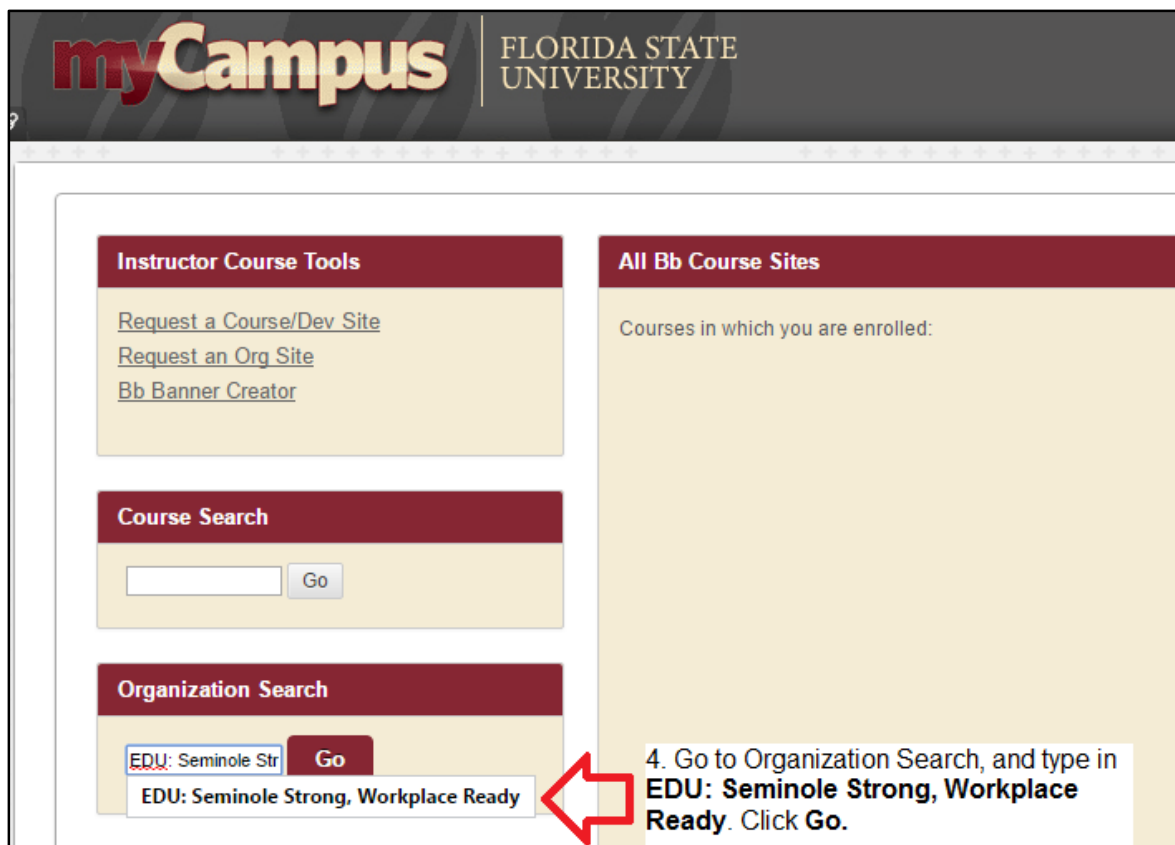 myCampus
FLORIDA STATE
UNIVERSITY
Instructor Course Tools
Request a Course/Dev Site
Request an Org Site
Bb Banner Creator
All Bb Course Sites
Courses in which you are enrolled:
Course Search
Go
Organization Search
EDU: Seminole Str
Go
EDU: Seminole Strong, Workplace Ready
4. Go to Organization Search, and type in
EDU: Seminole Strong, Workplace
Ready. Click Go.